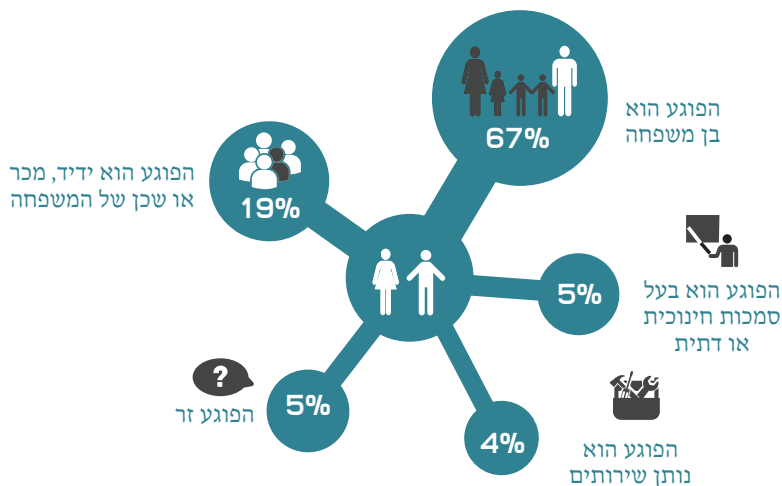 67%
הפוגע הוא
בן משפחה
הפוגע הוא ידיד, מכר
או שכן של המשפחה
19%
5%
הפוגע הוא בעל
סמכות חינוכית
או דתית
?
הפוגע זר
5%
4%
הפוגע הוא
נותן שירותים